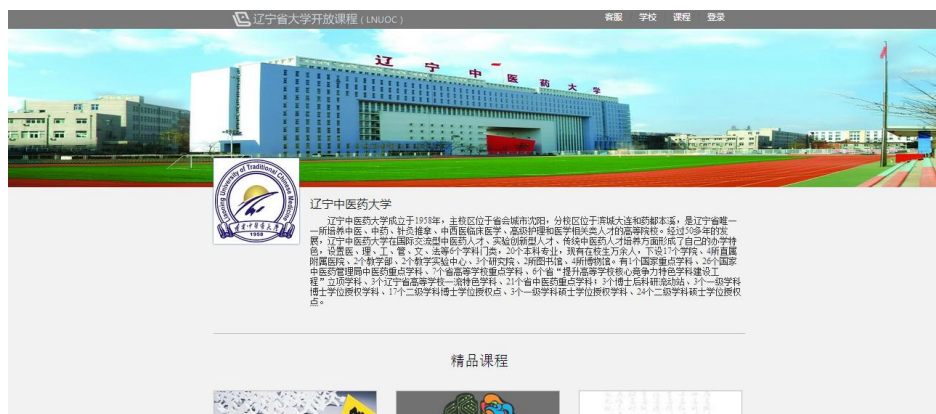 辽宁省大学开放课程(LNUOC)
客服 学校 课程 登录
辽宁中医药大学
Liaoning University of Traditional Chinese Medicine
1958
辽宁中医药大学
辽宁中医药大学成立于1958年，主校区位于省会城市沈阳，分校区位于滨城大连和药都本溪，是辽宁省唯一
一所培养中医、中药、针灸推拿、中西医临床医学、高级护理和医学相关类人才的高等院校。经过50多年的发
展，辽宁中医药大学在国际交流型中医药人才、实验创新型人才、传统中医药人才培养方面形成了自己的办学特
色，设置医、理、工、管、文、法等6个学科门类，20个本科专业，现有在校生万余人，下设17个学院、4所直属
附属医院、2个教学部、2个教学实验中心、3个研究院、2所图书馆、4所博物馆。有1个国家重点学科、26个国家
中医药管理局中医药重点学科、7个省高等学校重点学科、6个省“提升高等学校核心竞争力特色学科建设工
程”立项学科、3个辽宁省高等学校一流特色学科、21个省中医药重点学科；3个博士后科研流动站、3个一级学科
博士学位授权学科、17个二级学科博士学位授权点、3个一级学科硕士学位授权学科、24个二级学科硕士学位授权
点。
精品课程